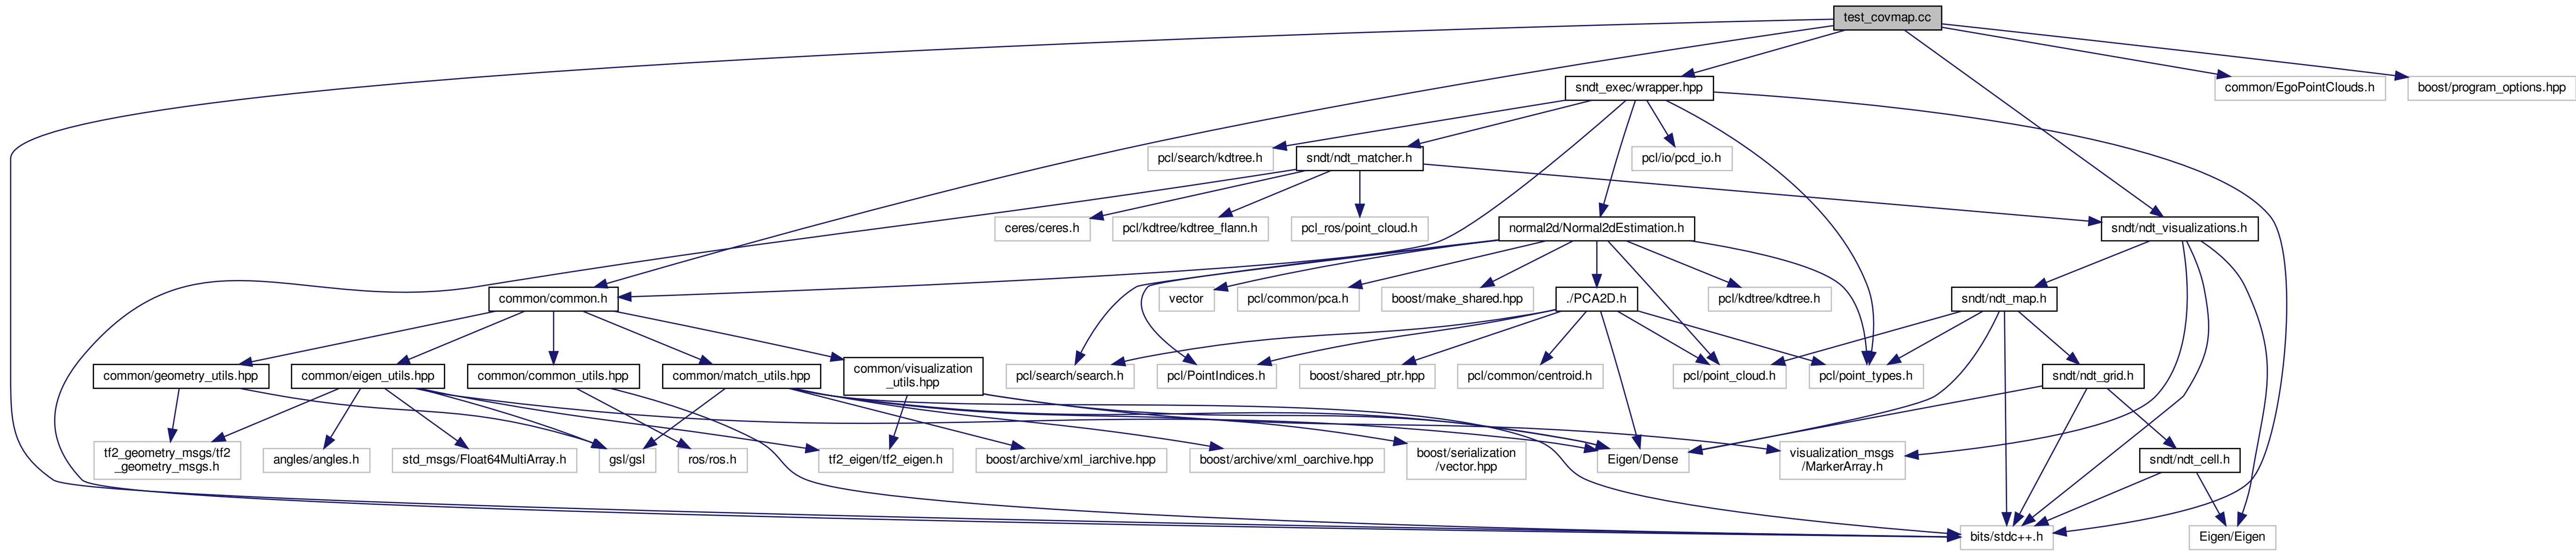 test_covmap.cc
sndt_exec/wrapper.hpp
common/EgoPointClouds.h
boost/program_options.hpp
pcl/search/kdtree.h
sndt/ndt_matcher.h
pcl/io/pcd_io.h
ceres/ceres.h
pcl/kdtree/kdtree_flann.h
pcl_ros/point_cloud.h
normal2d/Normal2dEstimation.h
sndt/ndt_visualizations.h
common/common.h
vector
pcl/common/pca.h
boost/make_shared.hpp
./PCA2D.h
pcl/kdtree/kdtree.h
sndt/ndt_map.h
common/geometry_utils.hpp
common/eigen_utils.hpp
common/common_utils.hpp
common/match_utils.hpp
common/visualization
_utils.hpp
pcl/search/search.h
pcl/PointIndices.h
boost/shared_ptr.hpp
pcl/common/centroid.h
pcl/point_cloud.h
pcl/point_types.h
sndt/ndt_grid.h
tf2_geometry_msgs/tf2
_geometry_msgs.h
angles/angles.h
std_msgs/Float64MultiArray.h
gsl/gsl
ros/ros.h
tf2_eigen/tf2_eigen.h
boost/archive/xml_iarchive.hpp
boost/archive/xml_oarchive.hpp
boost/serialization
/vector.hpp
Eigen/Dense
visualization_msgs
/MarkerArray.h
sndt/ndt_cell.h
bits/stdc++.h
Eigen/Eigen